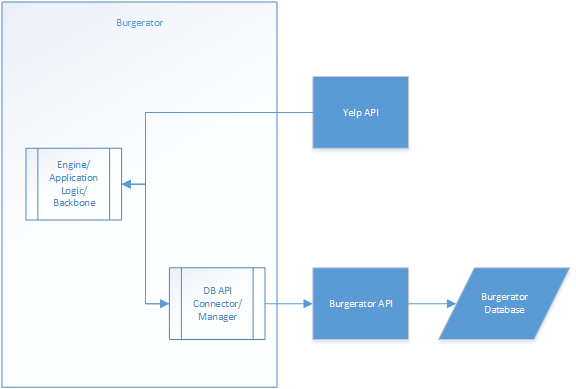 Burgerator
Yelp API
Engine/
Application
Logic/
Backbone
DB API
Connector/
Manager
Burgerator API
Burgerator
Database